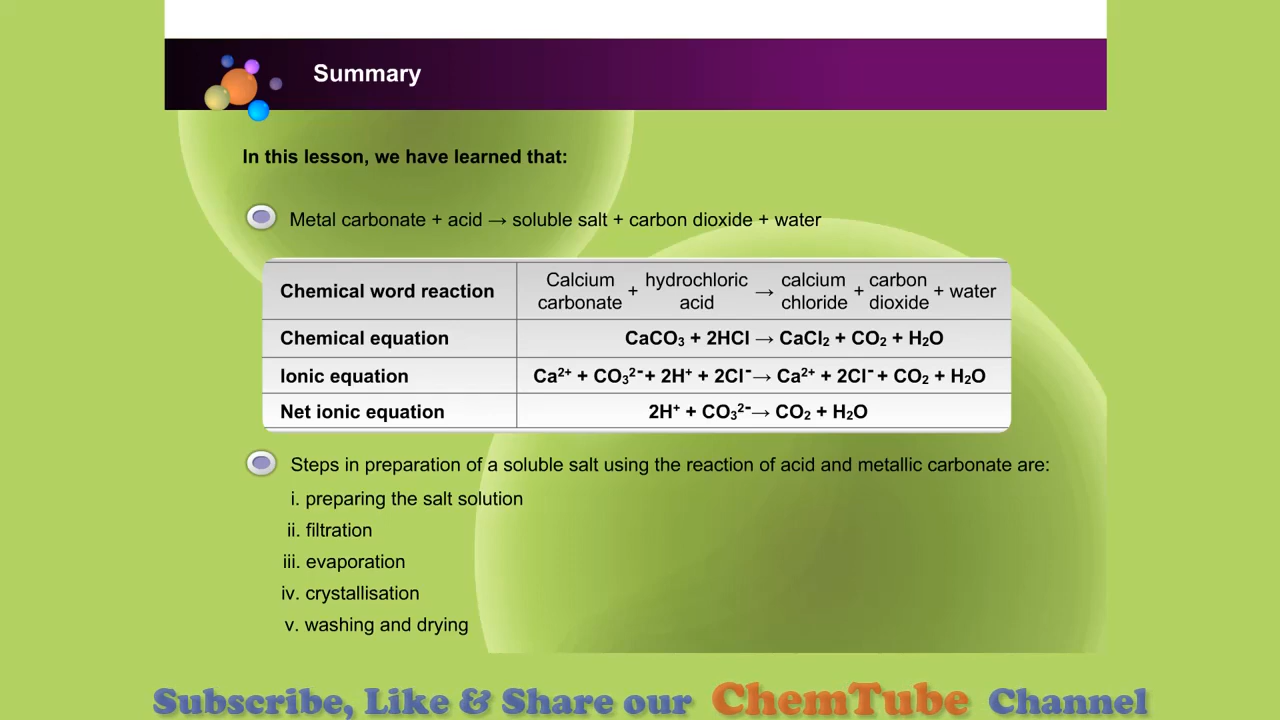 Summary
In this lesson, we have learned that:
Metal carbonate + acid → soluble salt + carbon dioxide + water
Chemical word reaction Calcium carbonate + hydrochloric acid → calcium chloride + carbon dioxide + water
Chemical equation CaCO₃ + 2HCl → CaCl₂ + CO₂ + H₂O
Ionic equation Ca²⁺ + CO₃²⁻ + 2H⁺ + 2Cl⁻ → Ca²⁺ + 2Cl⁻ + CO₂ + H₂O
Net ionic equation 2H⁺ + CO₃²⁻ → CO₂ + H₂O
Steps in preparation of a soluble salt using the reaction of acid and metallic carbonate are:
i. preparing the salt solution
ii. filtration
iii. evaporation
iv. crystallisation
v. washing and drying
Subscribe, Like & Share our ChemTube Channel